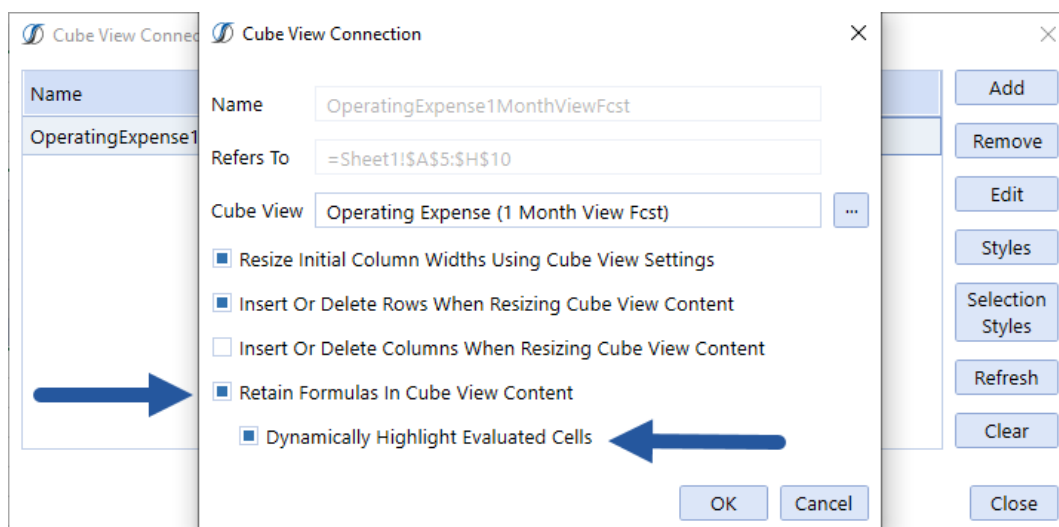 Cube View Connec
Cube View Connection
Name
OperatingExpense1
Name
OperatingExpense1MonthViewFcst
Refers To
=Sheet1!$A$5:$H$10
Cube View
Operating Expense (1 Month View Fcst)
...
Resize Initial Column Widths Using Cube View Settings
Insert Or Delete Rows When Resizing Cube View Content
Insert Or Delete Columns When Resizing Cube View Content
Retain Formulas In Cube View Content
Dynamically Highlight Evaluated Cells
OK
Cancel
Add
Remove
Edit
Styles
Selection
Styles
Refresh
Clear
Close